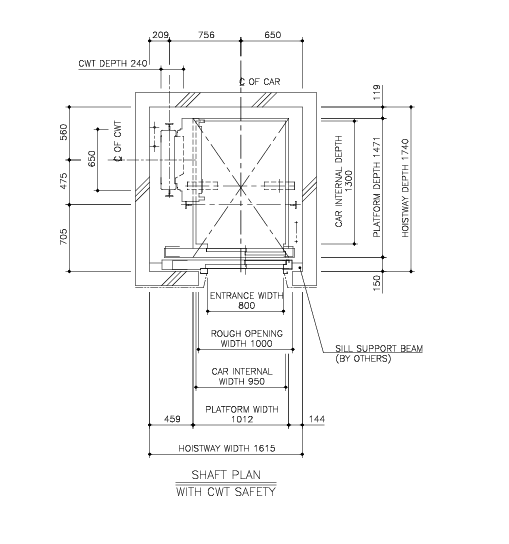 209 756 650
CWT DEPTH 240
℄ OF CAR
119
560
℄ OF CWT
650
475
705
CAR INTERNAL DEPTH
1300
PLATFORM DEPTH 1471
HOISTWAY DEPTH 1740
150
ENTRANCE WIDTH
800
ROUGH OPENING
WIDTH 1000
SILL SUPPORT BEAM
(BY OTHERS)
CAR INTERNAL
WIDTH 950
PLATFORM WIDTH
459 1012 144
HOISTWAY WIDTH 1615
SHAFT PLAN
WITH CWT SAFETY